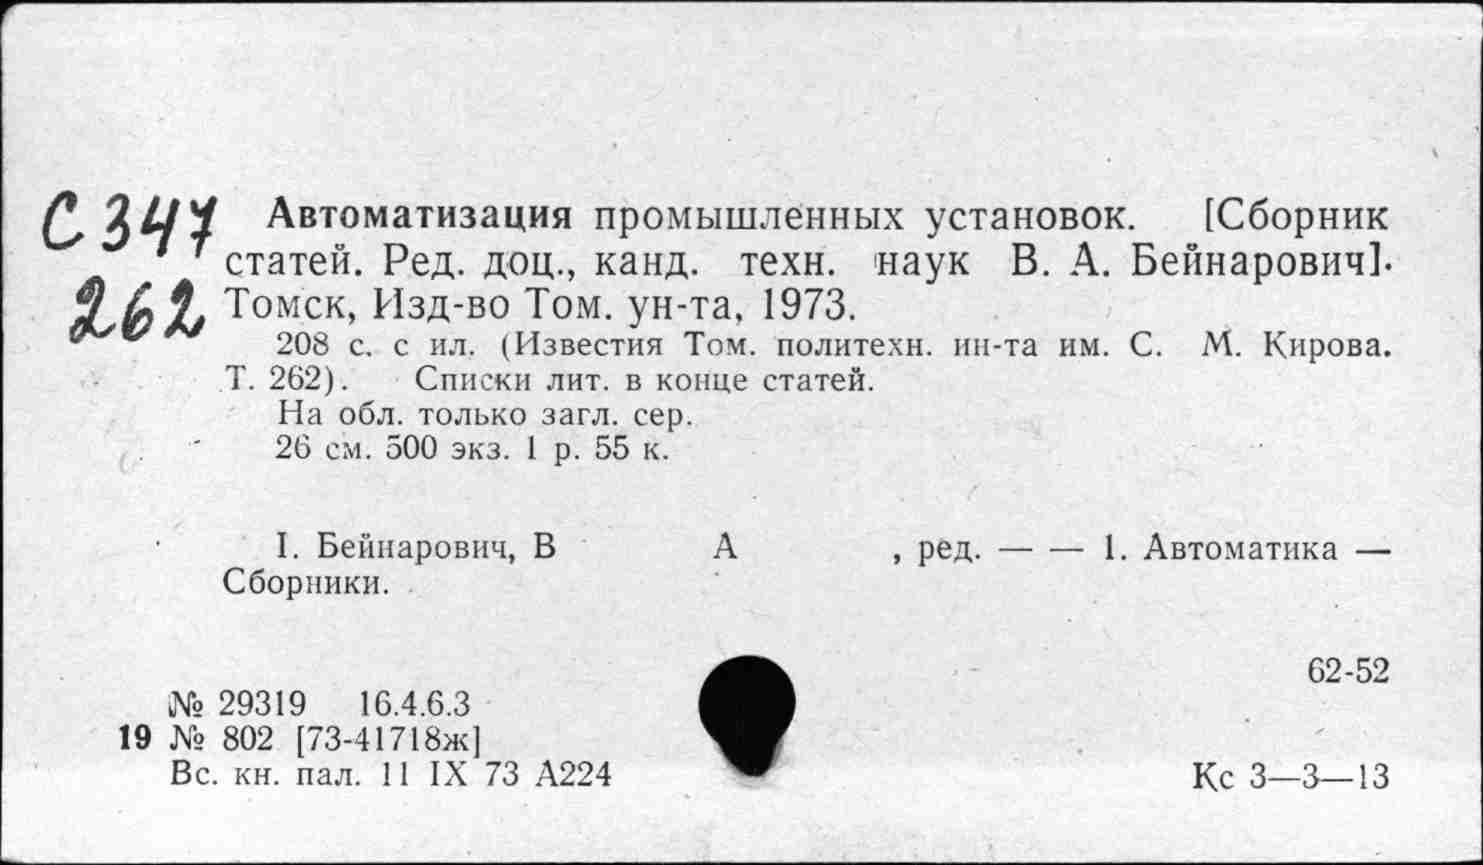 С347
262
Автоматизация промышленных установок. [Сборник
статей. Ред. доц., канд. техн. наук В. А. Бейнарович].
Томск, Изд-во Том. ун-та, 1973.
208 с. с ил. (Известия Том. политехн. ин-та им. С. М. Кирова.
Т. 262). Списки лит. в конце статей.
На обл. только загл. сер.
26 см. 500 экз. 1 р. 55 к.
I. Бейнарович, В А , ред. — — 1. Автоматика —
Сборники.
62-52
№ 29319 16.4.6.3
19 № 802 [73-41718ж]
Вс. кн. пал. 11 IX 73 А224
Кс 3—3—13